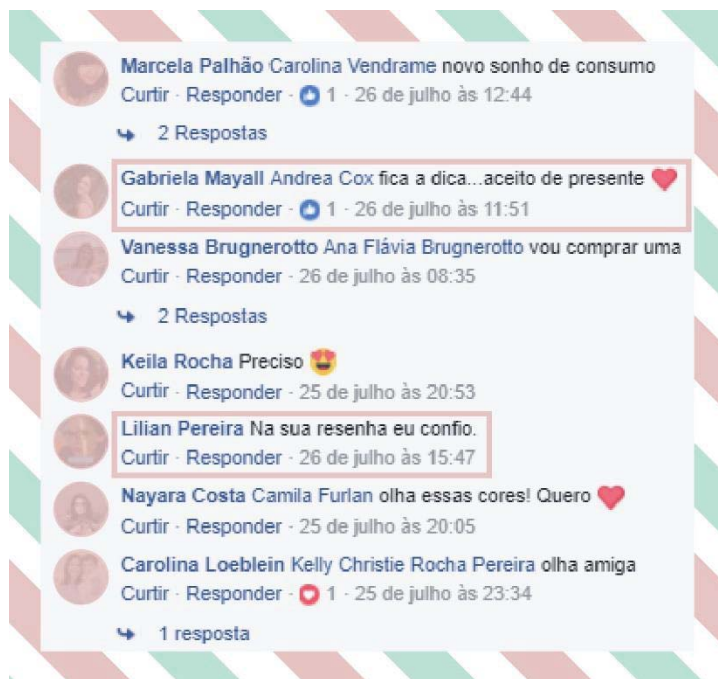 Marcela Palhão Carolina Vendrame novo sonho de consumo
Curtir · Responder · 1 · 26 de julho às 12:44
2 Respostas
Gabriela Mayall Andrea Cox fica a dica...aceito de presente ❤
Curtir · Responder · 1 · 26 de julho às 11:51
Vanessa Brugnerotto Ana Flávia Brugnerotto vou comprar uma
Curtir · Responder · 26 de julho às 08:35
2 Respostas
Keila Rocha Preciso 😍
Curtir · Responder · 25 de julho às 20:53
Lilian Pereira Na sua resenha eu confio.
Curtir · Responder · 26 de julho às 15:47
Nayara Costa Camila Furlan olha essas cores! Quero ❤
Curtir · Responder · 25 de julho às 20:05
Carolina Loeblein Kelly Christie Rocha Pereira olha amiga
Curtir · Responder · 1 · 25 de julho às 23:34
1 resposta